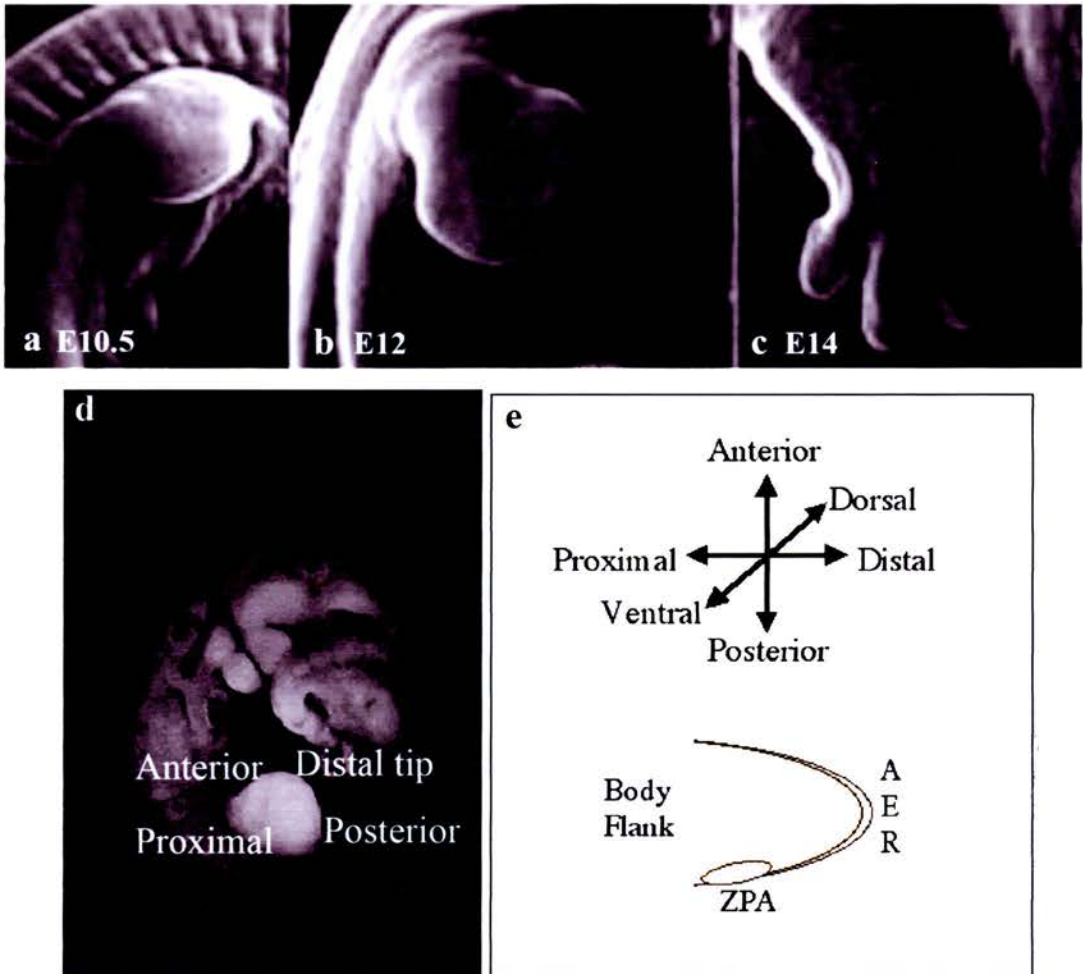 a E10.5
b E12
c E14
d
Anterior Distal tip
Proximal Posterior
e
Anterior
Dorsal
Proximal Distal
Ventral
Posterior
Body
Flank
A
E
R
ZPA